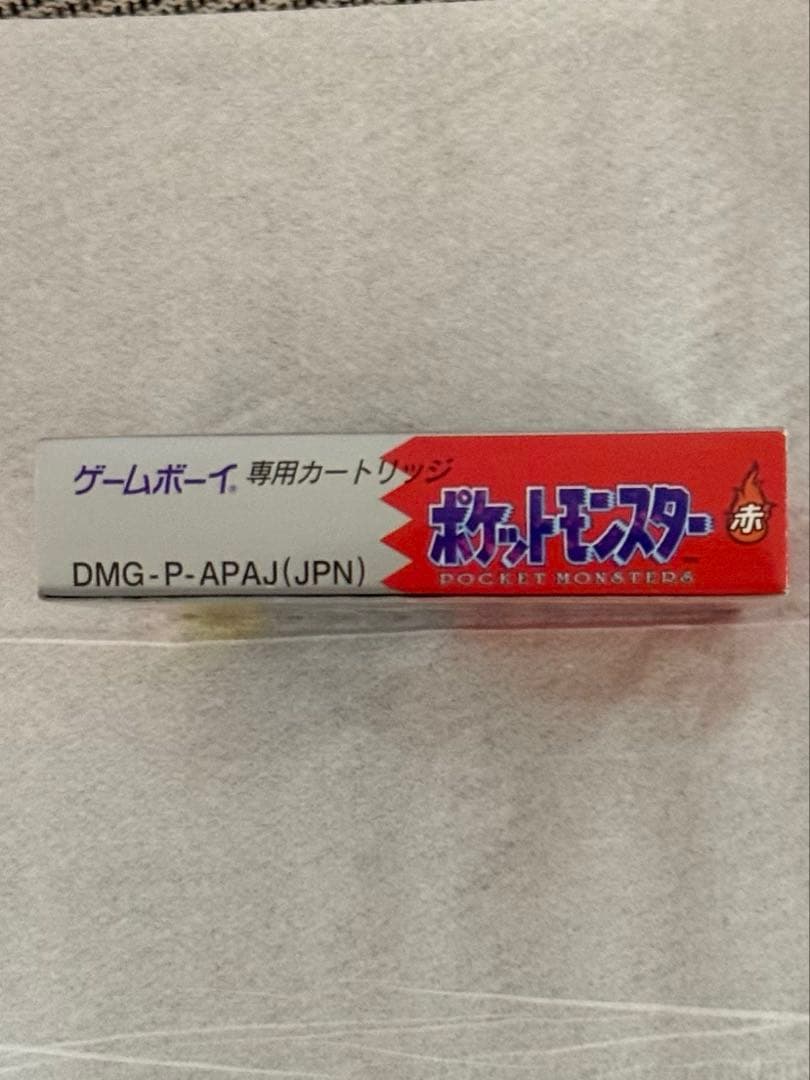 ゲームボーイ® 専用カートリッジ
DMG-P-APAJ(JPN)
ポケットモンスター
POCKET MONSTERS
赤